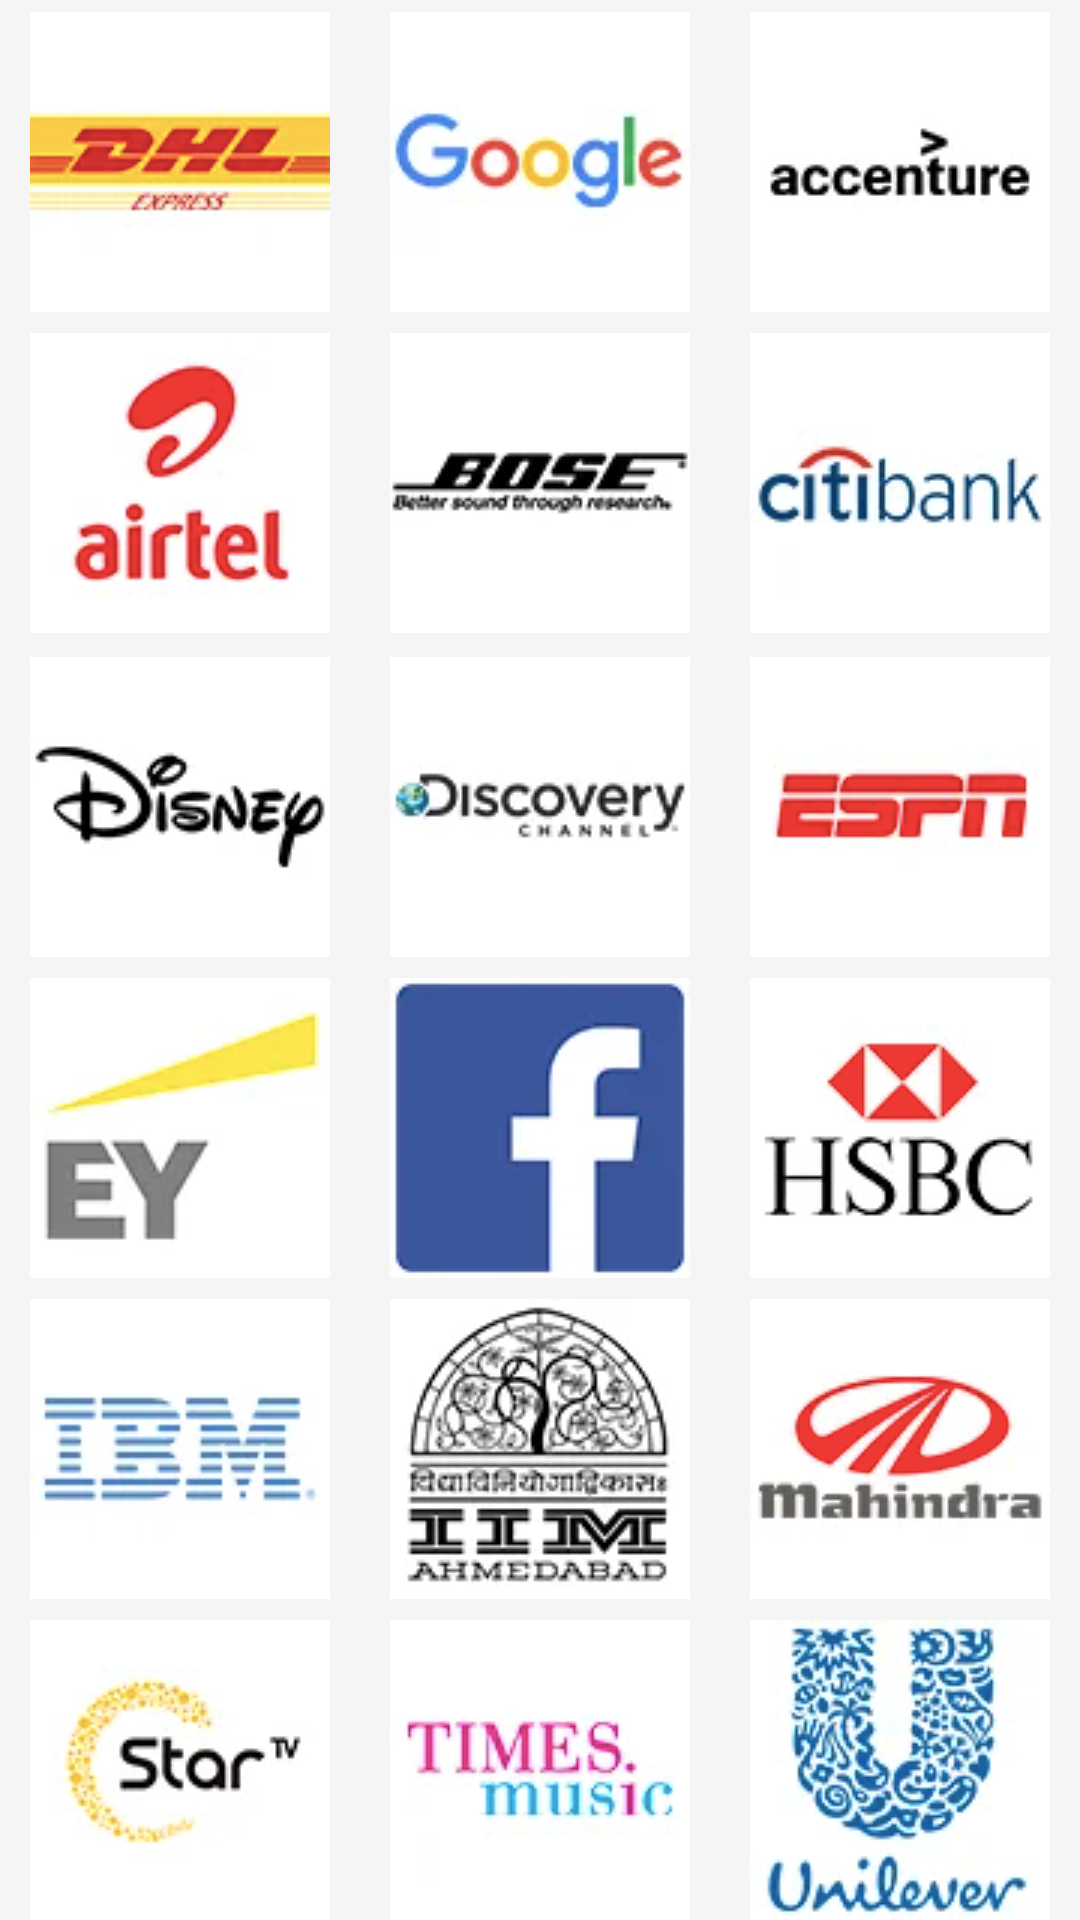 DHL
EXPRESS
Google
>
accenture
airtel
BOSE
Better sound through research.
citibank
Disney
Discovery
CHANNEL
ESPN
EY
f
HSBC
IBM
विद्याविनियोगाद्विकासः
IIM
AHMEDABAD
Mahindra
Star TV
TIMES.
music
U
Unilever